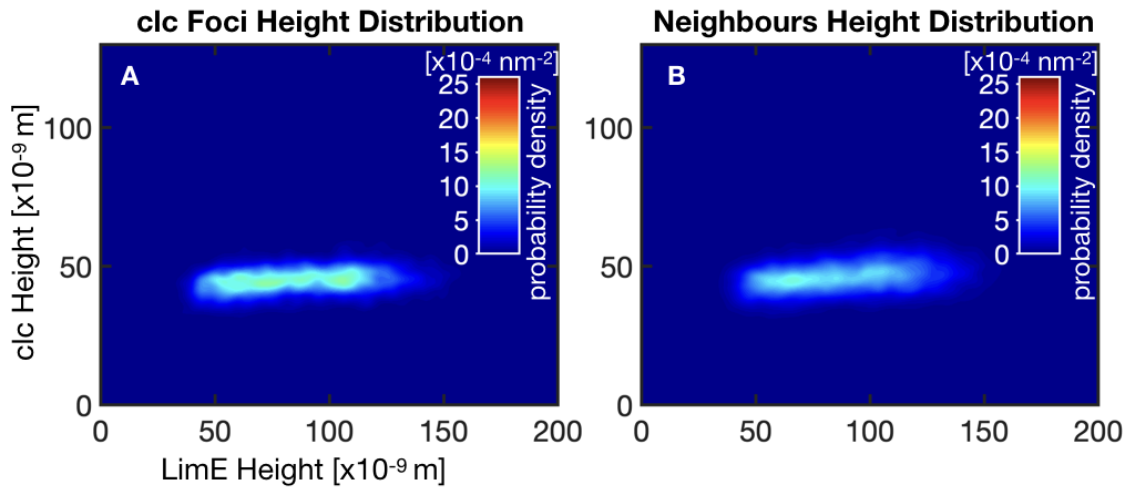 clc Foci Height Distribution
Neighbours Height Distribution
A
[x10⁻⁴ nm⁻²]
25
20
15
10
5
0
probability density
B
[x10⁻⁴ nm⁻²]
25
20
15
10
5
0
probability density
clc Height [x10⁻⁹ m]
100
50
0
100
50
0
0 50 100 150 200
0 50 100 150 200
LimE Height [x10⁻⁹ m]